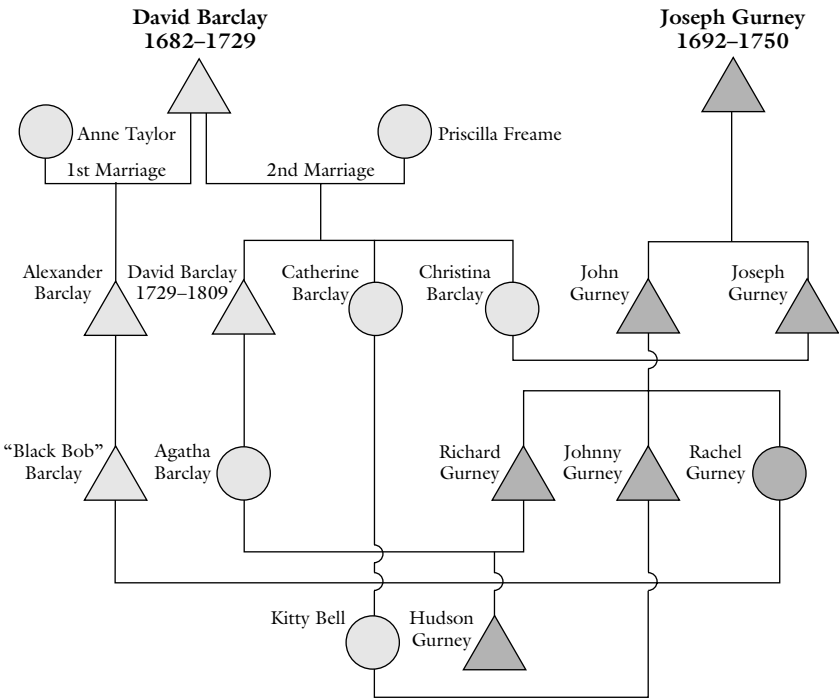 David Barclay
1682–1729
Joseph Gurney
1692–1750
Anne Taylor
Priscilla Freame
1st Marriage
2nd Marriage
Alexander
Barclay
David Barclay
1729–1809
Catherine
Barclay
Christina
Barclay
John
Gurney
Joseph
Gurney
“Black Bob”
Barclay
Agatha
Barclay
Richard
Gurney
Johnny
Gurney
Rachel
Gurney
Kitty Bell
Hudson
Gurney